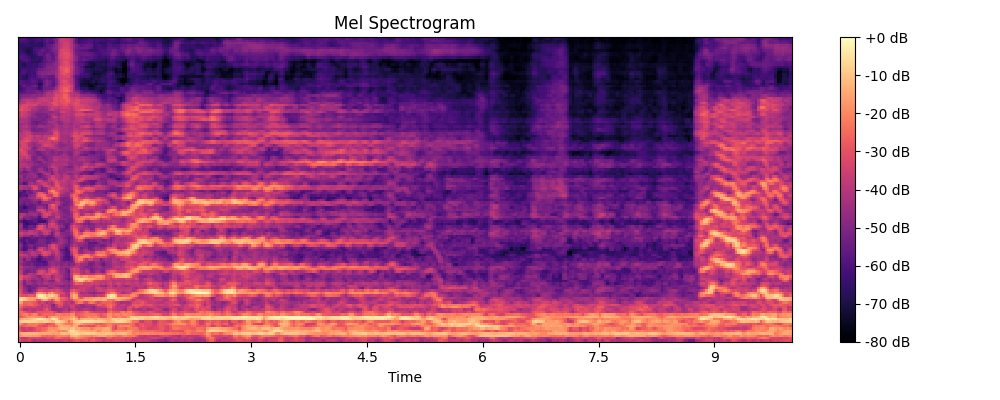 Mel Spectrogram
+0 dB
-10 dB
-20 dB
-30 dB
-40 dB
-50 dB
-60 dB
-70 dB
-80 dB
0 1.5 3 4.5 6 7.5 9
Time